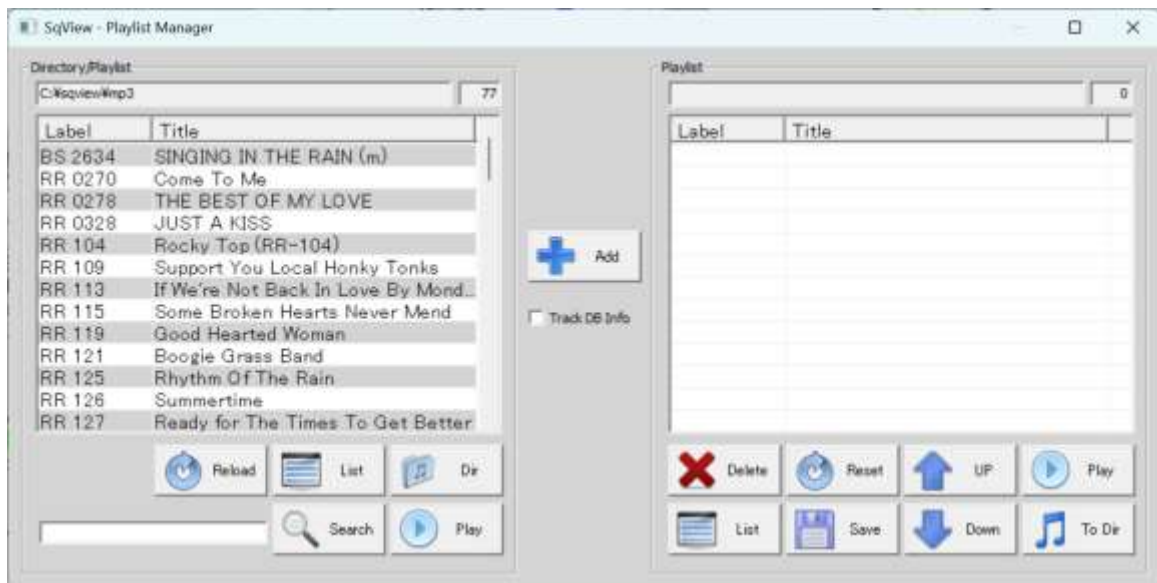 SqView - Playlist Manager
Directory/Playlist
C:¥sqview¥mp3 77
Label Title
BS 2634 SINGING IN THE RAIN (m)
RR 0270 Come To Me
RR 0278 THE BEST OF MY LOVE
RR 0328 JUST A KISS
RR 104 Rocky Top (RR-104)
RR 109 Support You Local Honky Tonks
RR 113 If We're Not Back In Love By Mond...
RR 115 Some Broken Hearts Never Mend
RR 119 Good Hearted Woman
RR 121 Boogie Grass Band
RR 125 Rhythm Of The Rain
RR 126 Summertime
RR 127 Ready for The Times To Get Better
Reload List Dir
Search Play
Add
Track DB Info
Playlist
0
Label Title
Delete Reset UP Play
List Save Down To Dir